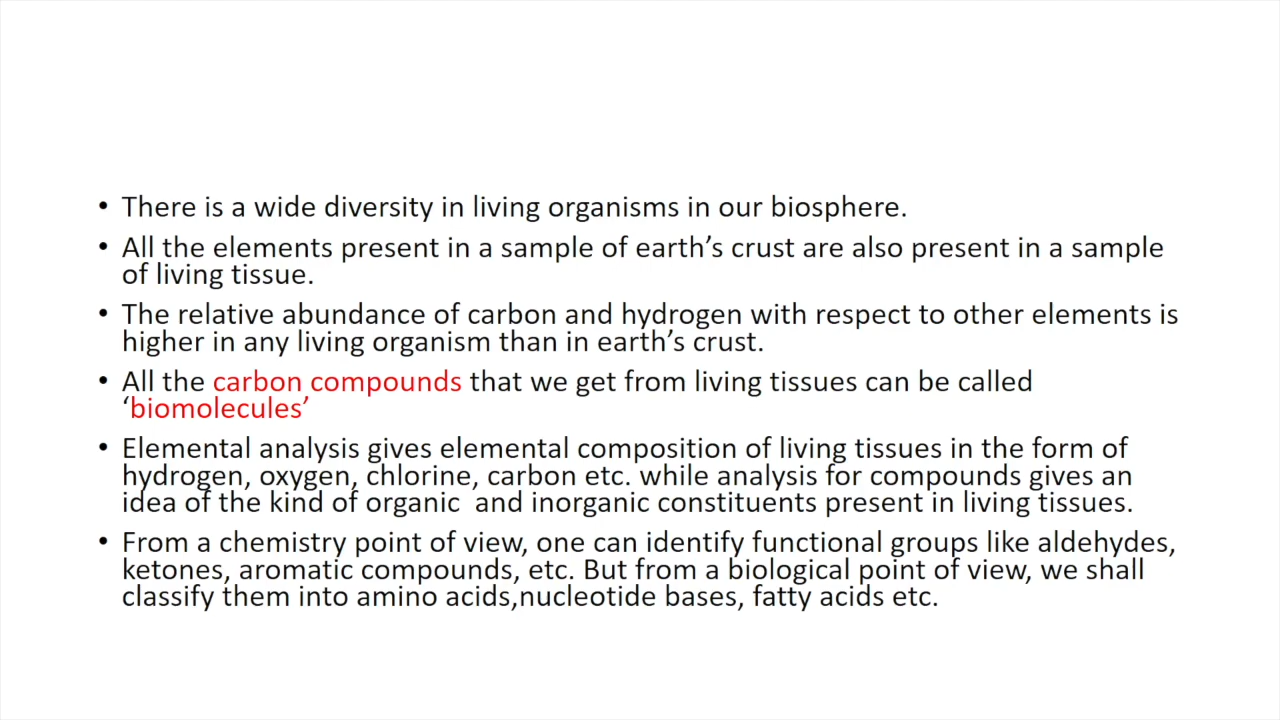 • There is a wide diversity in living organisms in our biosphere.
• All the elements present in a sample of earth’s crust are also present in a sample
of living tissue.
• The relative abundance of carbon and hydrogen with respect to other elements is
higher in any living organism than in earth’s crust.
• All the carbon compounds that we get from living tissues can be called
‘biomolecules’
• Elemental analysis gives elemental composition of living tissues in the form of
hydrogen, oxygen, chlorine, carbon etc. while analysis for compounds gives an
idea of the kind of organic  and inorganic constituents present in living tissues.
• From a chemistry point of view, one can identify functional groups like aldehydes,
ketones, aromatic compounds, etc. But from a biological point of view, we shall
classify them into amino acids,nucleotide bases, fatty acids etc.